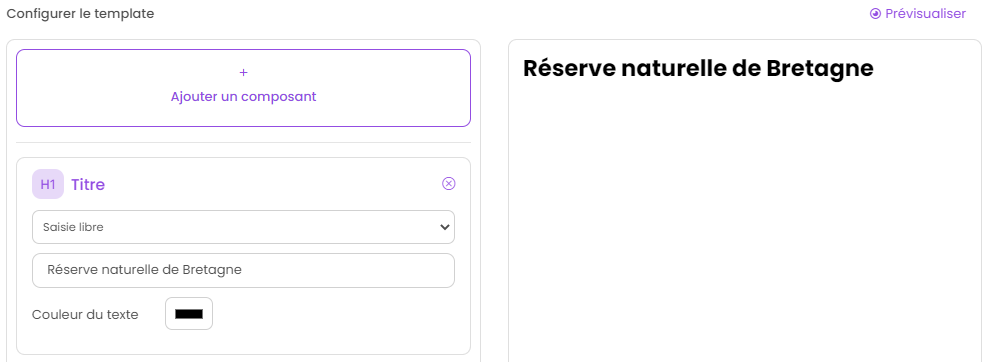 Configurer le template
Prévisualiser
+
Ajouter un composant
H1 Titre
Saisie libre
Réserve naturelle de Bretagne
Couleur du texte
Réserve naturelle de Bretagne